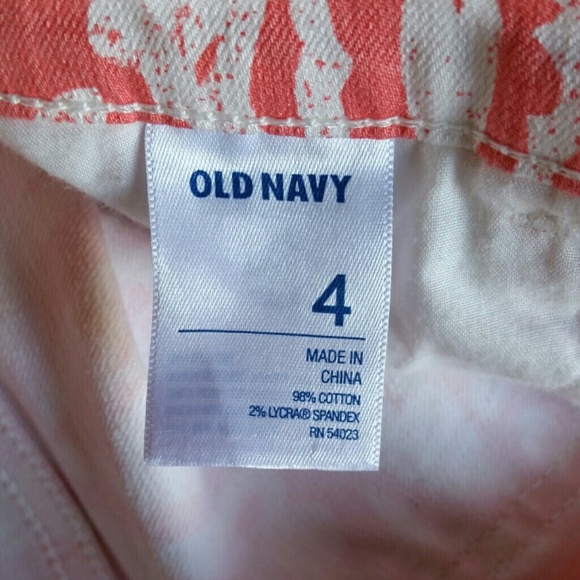 OLD NAVY
4
MADE IN
CHINA
98% COTTON
2% LYCRA® SPANDEX
RN 54023